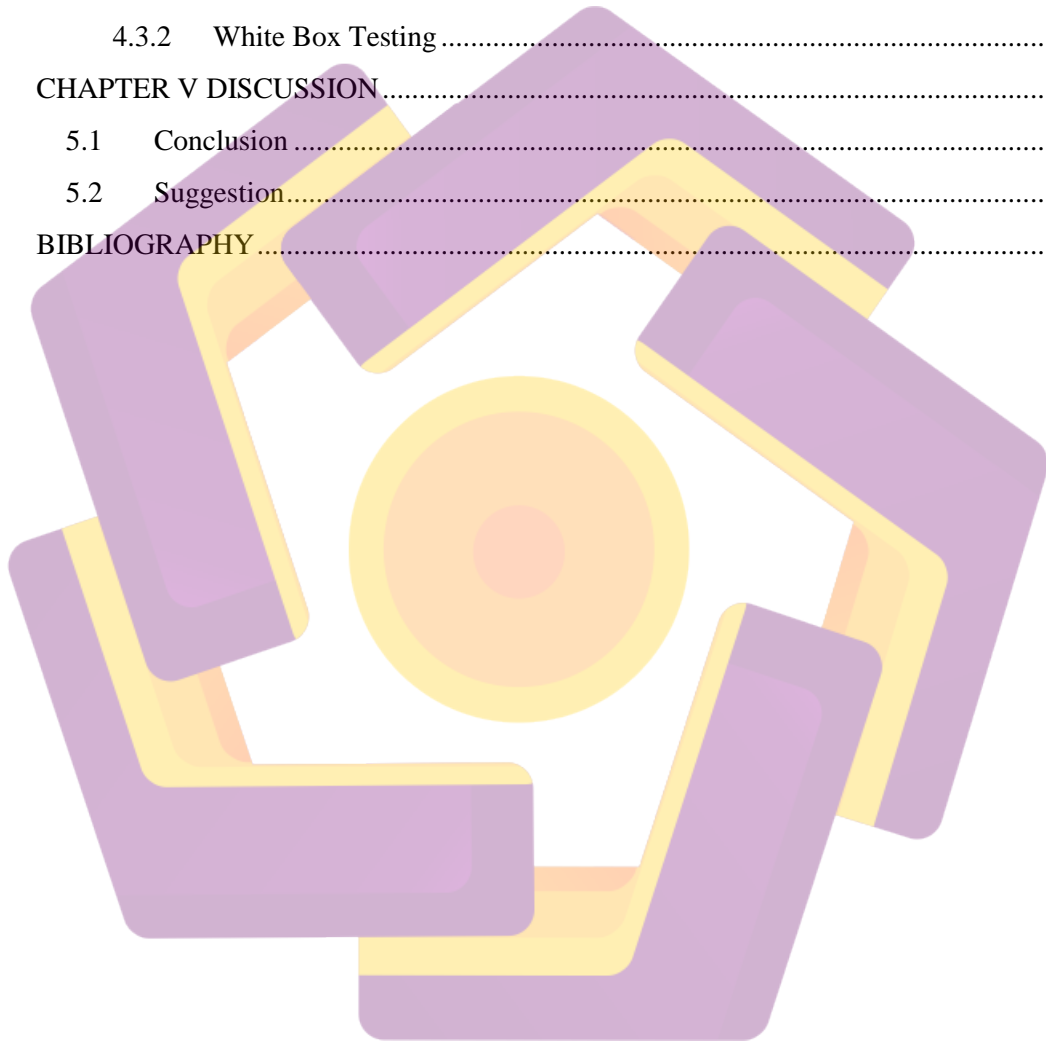 4.3.2 White Box Testing........................................................................................
CHAPTER V DISCUSSION................................................................................................
5.1 Conclusion..............................................................................................................
5.2 Suggestion...............................................................................................................
BIBLIOGRAPHY..................................................................................................................